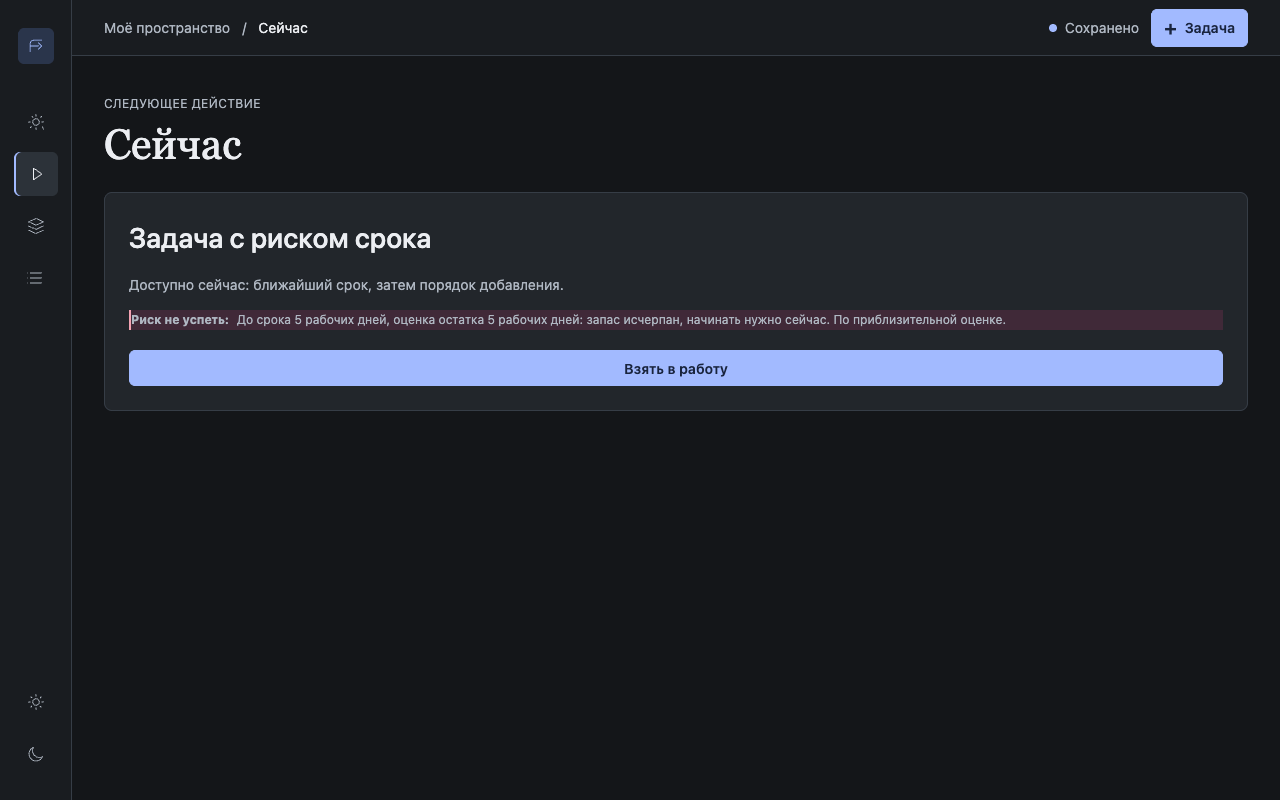 Моё пространство / Сейчас
Сохранено
+ Задача
СЛЕДУЮЩЕЕ ДЕЙСТВИЕ
Сейчас
Задача с риском срока
Доступно сейчас: ближайший срок, затем порядок добавления.
Риск не успеть: До срока 5 рабочих дней, оценка остатка 5 рабочих дней: запас исчерпан, начинать нужно сейчас. По приблизительной оценке.
Взять в работу